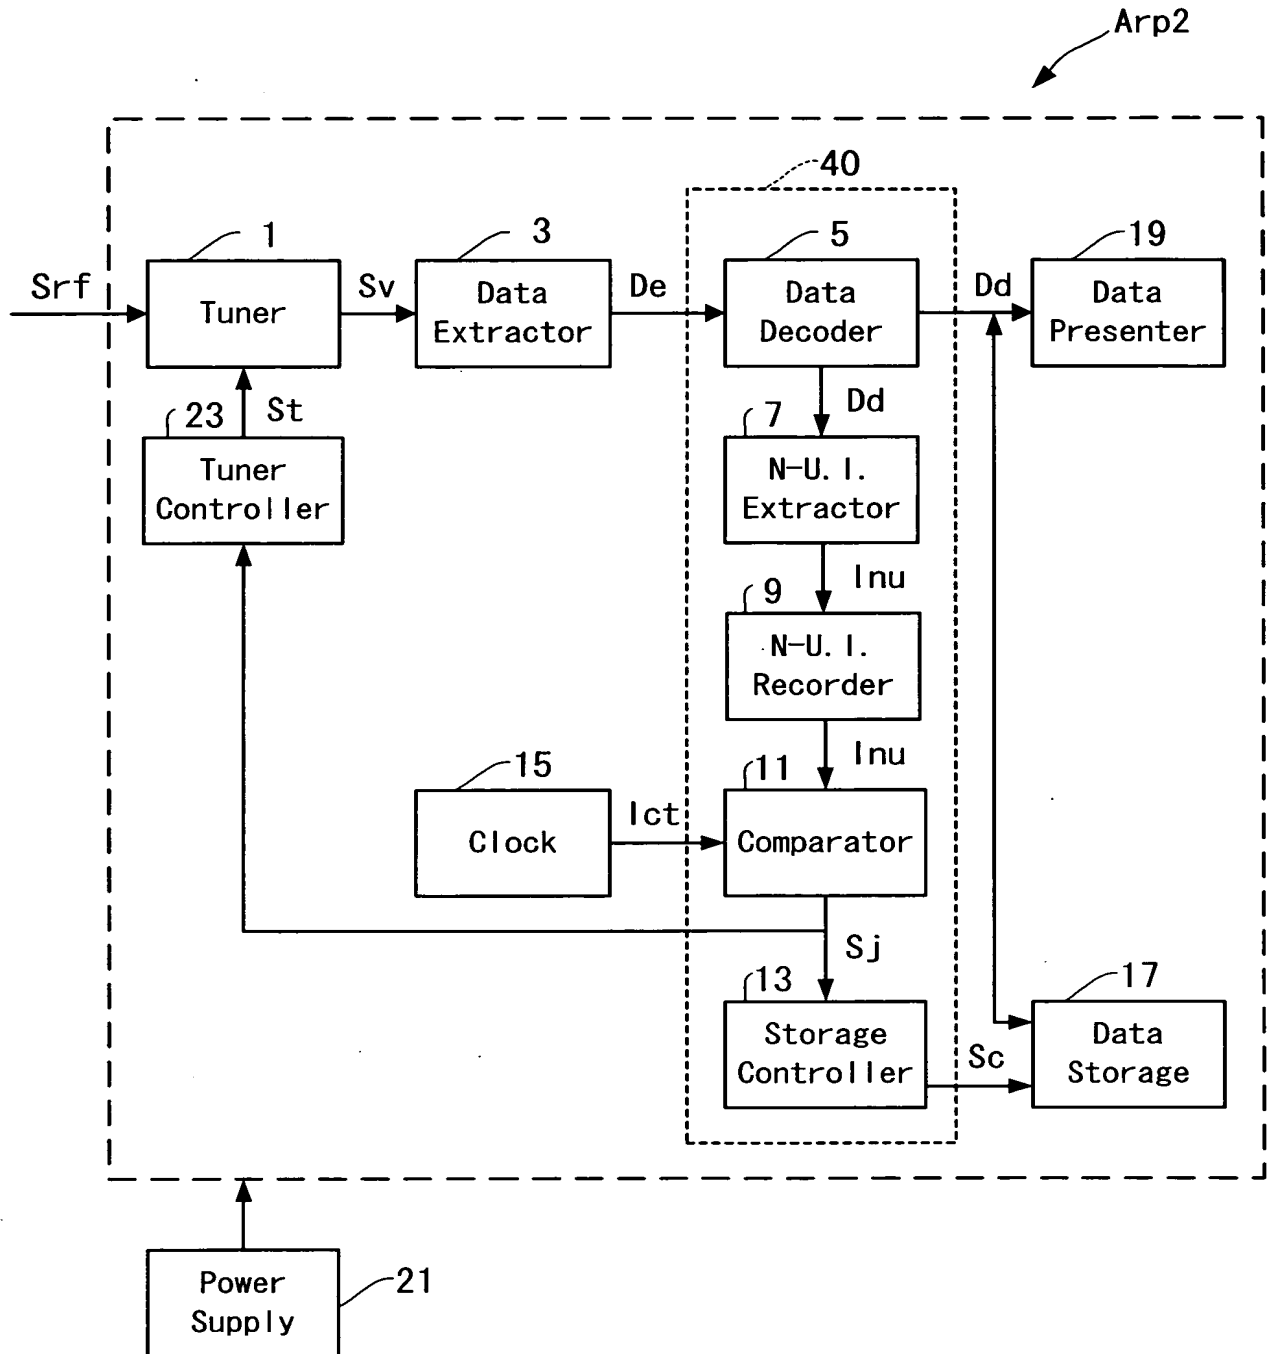 Arp2
40
1
3
5
19
Srf
Tuner
Sv
Data
Extractor
De
Data
Decoder
Dd
Data
Presenter
23
St
Tuner
Controller
Dd
7
N-U.I.
Extractor
Inu
9
N-U.I.
Recorder
Inu
15
Clock
Ict
11
Comparator
Sj
13
Storage
Controller
Sc
17
Data
Storage
Power
Supply
21